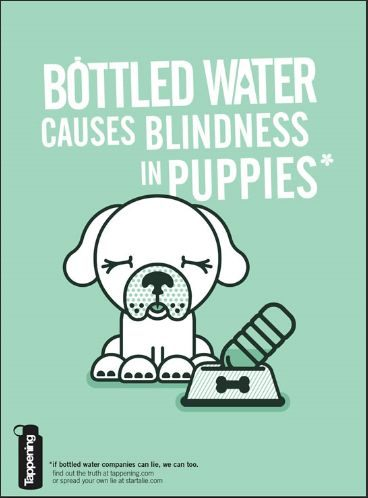 BOTTLED WATER
CAUSES BLINDNESS
IN PUPPIES*
Tappening
*if bottled water companies can lie, we can too.
find out the truth at tappening.com
or spread your own lie at startalie.com